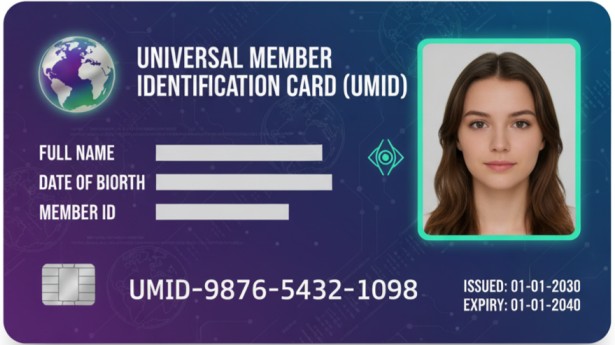 UNIVERSAL MEMBER
IDENTIFICATION CARD (UMID)
FULL NAME
DATE OF BIORTH
MEMBER ID
UMID-9876-5432-1098
ISSUED: 01-01-2030
EXPIRY: 01-01-2040